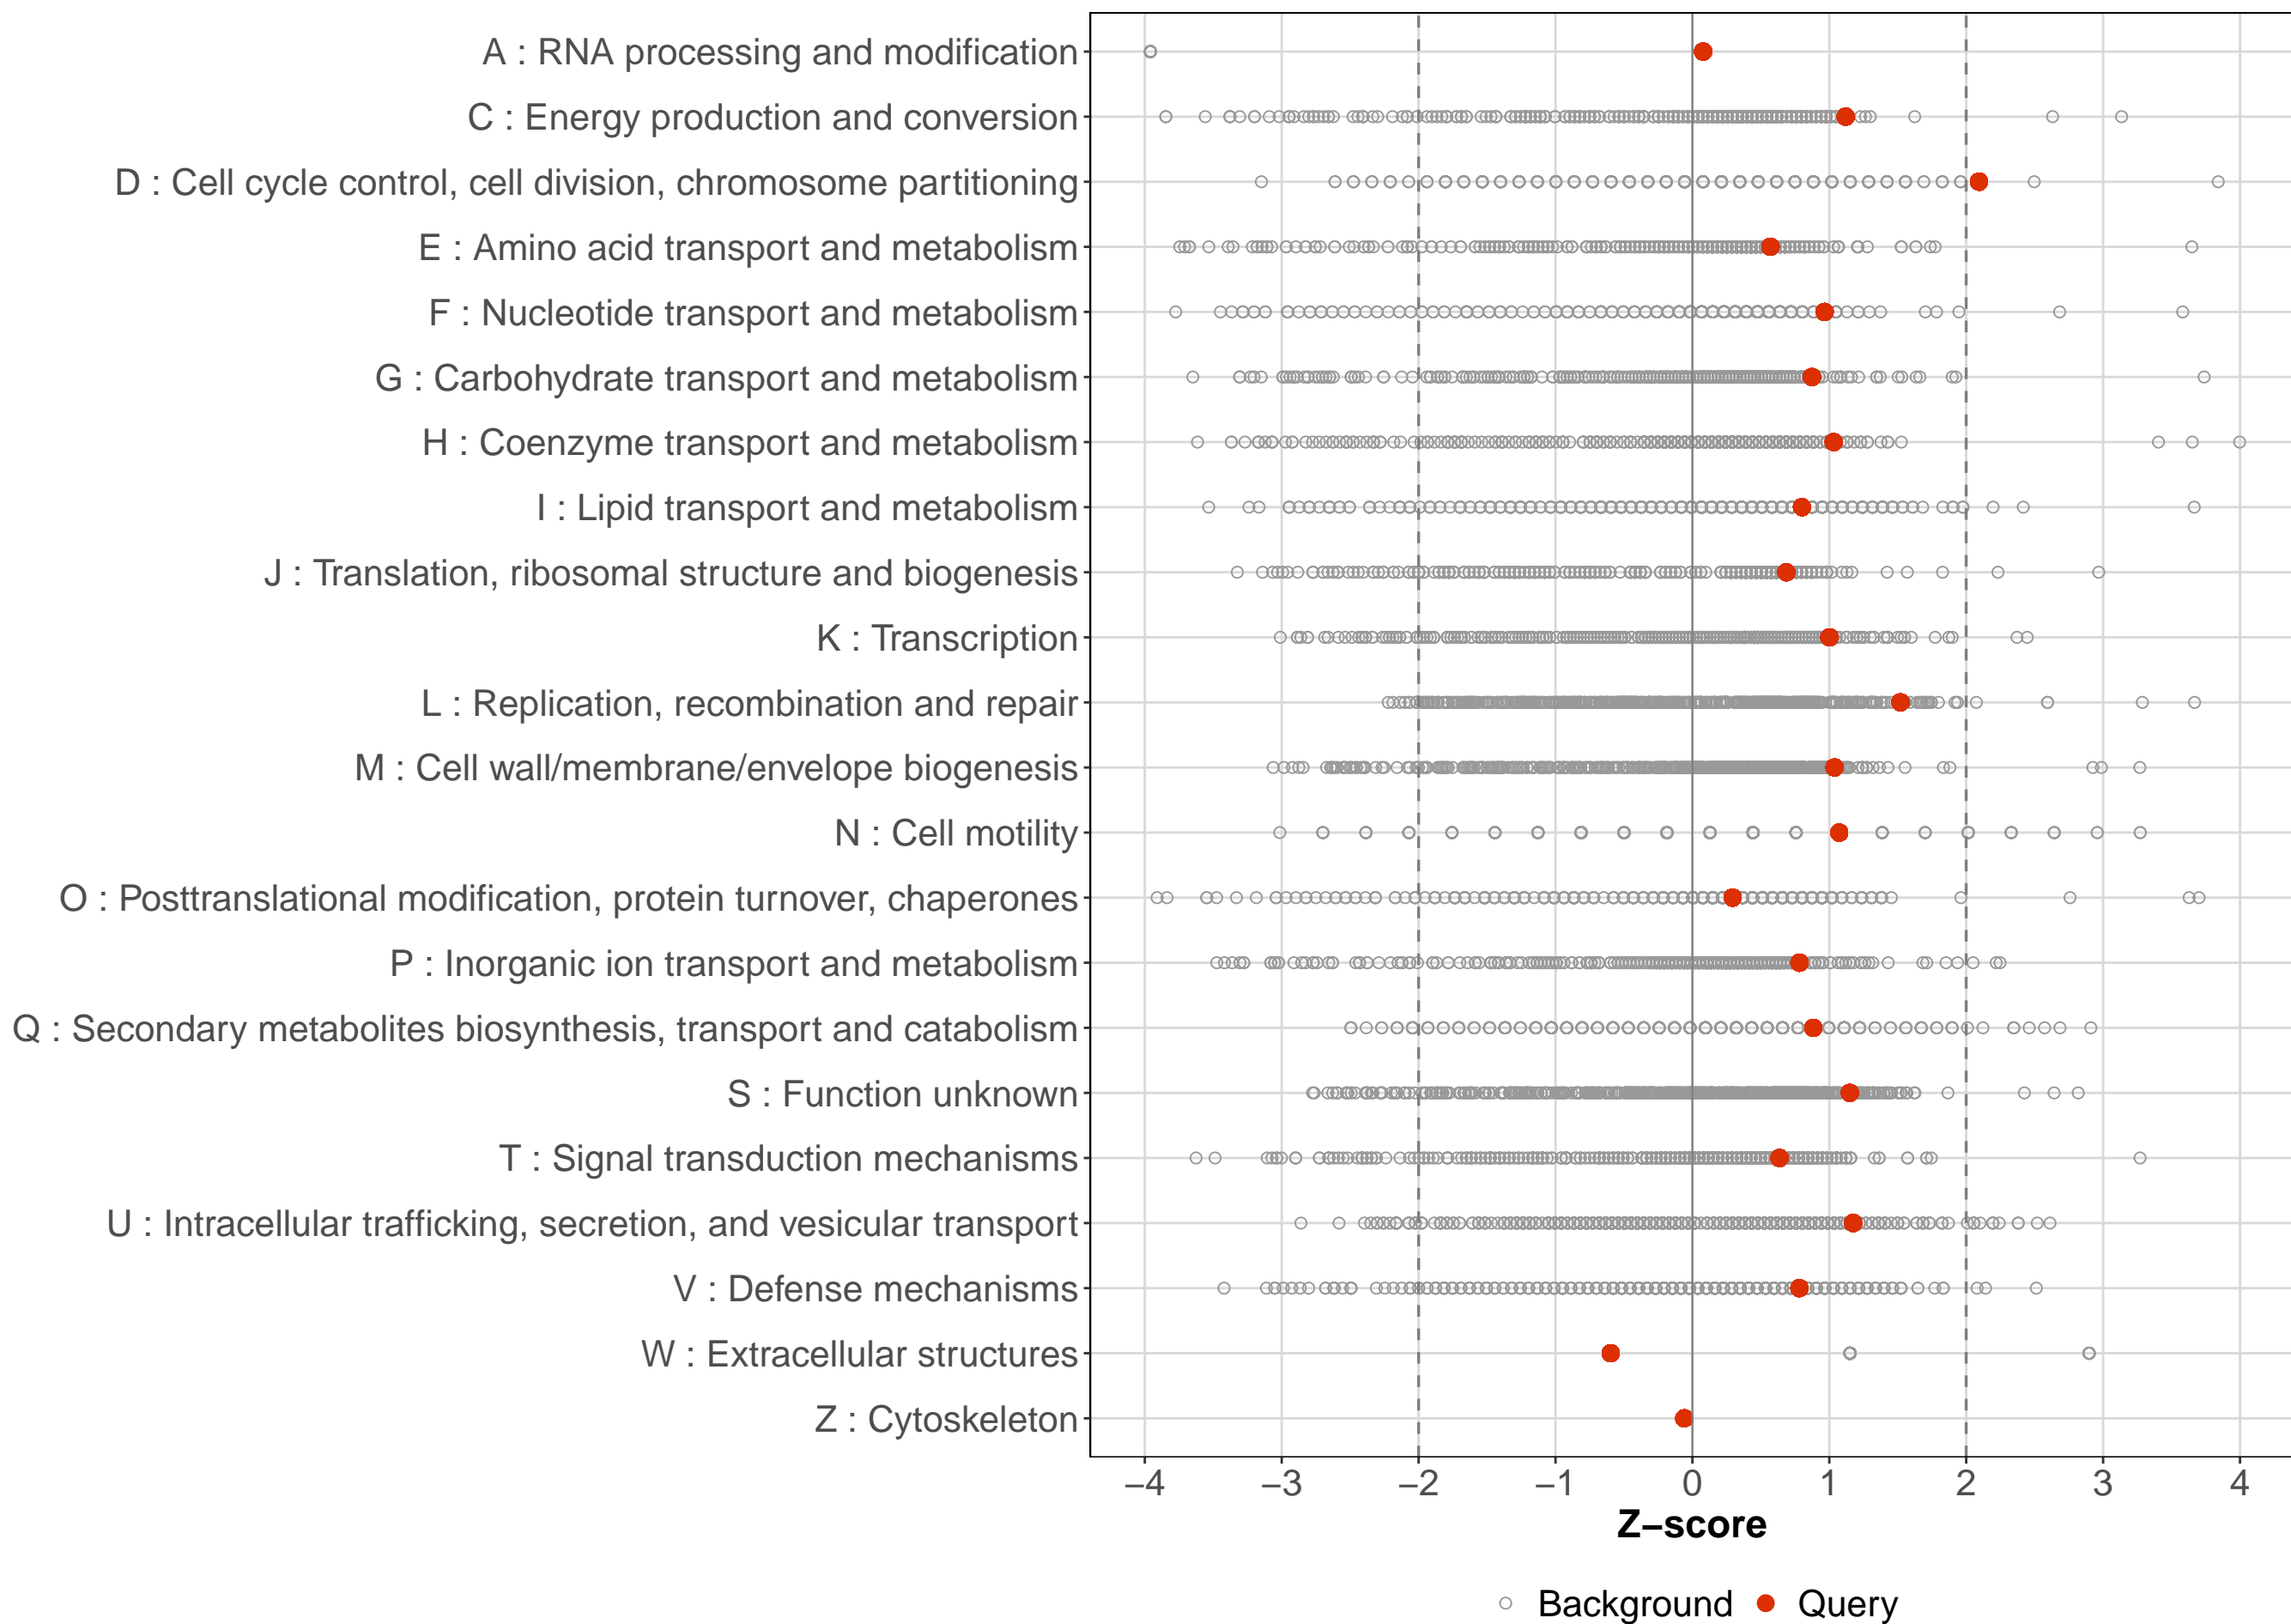 A : RNA processing and modification
C : Energy production and conversion
D : Cell cycle control, cell division, chromosome partitioning
E : Amino acid transport and metabolism
F : Nucleotide transport and metabolism
G : Carbohydrate transport and metabolism
H : Coenzyme transport and metabolism
I : Lipid transport and metabolism
J : Translation, ribosomal structure and biogenesis
K : Transcription
L : Replication, recombination and repair
M : Cell wall/membrane/envelope biogenesis
N : Cell motility
O : Posttranslational modification, protein turnover, chaperones
P : Inorganic ion transport and metabolism
Q : Secondary metabolites biosynthesis, transport and catabolism
S : Function unknown
T : Signal transduction mechanisms
U : Intracellular trafficking, secretion, and vesicular transport
V : Defense mechanisms
W : Extracellular structures
Z : Cytoskeleton
−4 −3 −2 −1 0 1 2 3 4
Z−score
Background Query